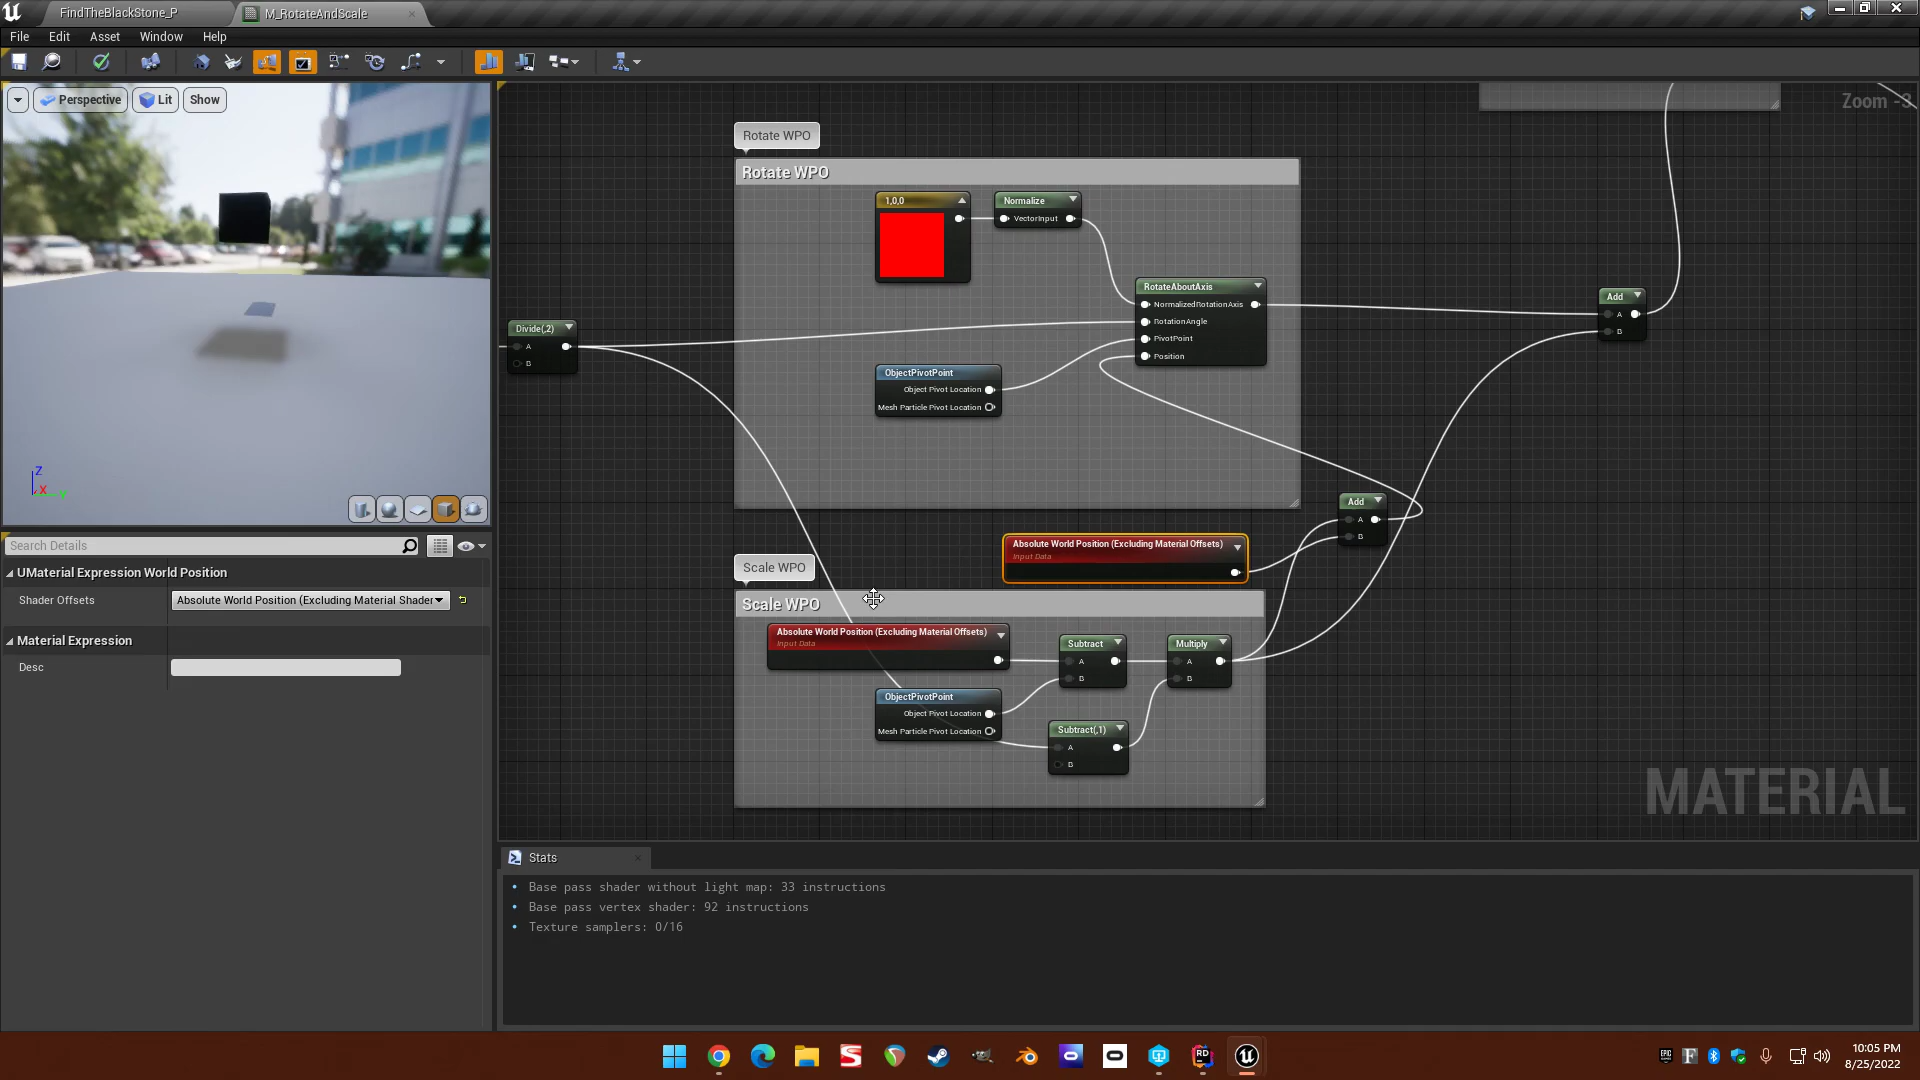 FindTheBlackStone_P
M_RotateAndScale
File
Edit
Asset
Window
Help
Perspective
Lit
Show
Z
X
Search Details
UMaterial Expression World Position
Shader Offsets
Absolute World Position (Excluding Material Shader
Material Expression
Desc
Zoom -3
Rotate WPO
Rotate WPO
1,0,0
Normalize
VectorInput
RotateAboutAxis
NormalizedRotationAxis
RotationAngle
PivotPoint
Position
Divide(,2)
A
B
ObjectPivotPoint
Object Pivot Location
Mesh Particle Pivot Location
Add
A
B
Add
A
B
Absolute World Position (Excluding Material Offsets)
Input Data
Scale WPO
Scale WPO
Absolute World Position (Excluding Material Offsets)
Input Data
Subtract
A
B
Multiply
A
B
ObjectPivotPoint
Object Pivot Location
Mesh Particle Pivot Location
Subtract(,1)
A
B
MATERIAL
Stats
Base pass shader without light map: 33 instructions
Base pass vertex shader: 92 instructions
Texture samplers: 0/16
RD
EPIC
10:05 PM
8/25/2022